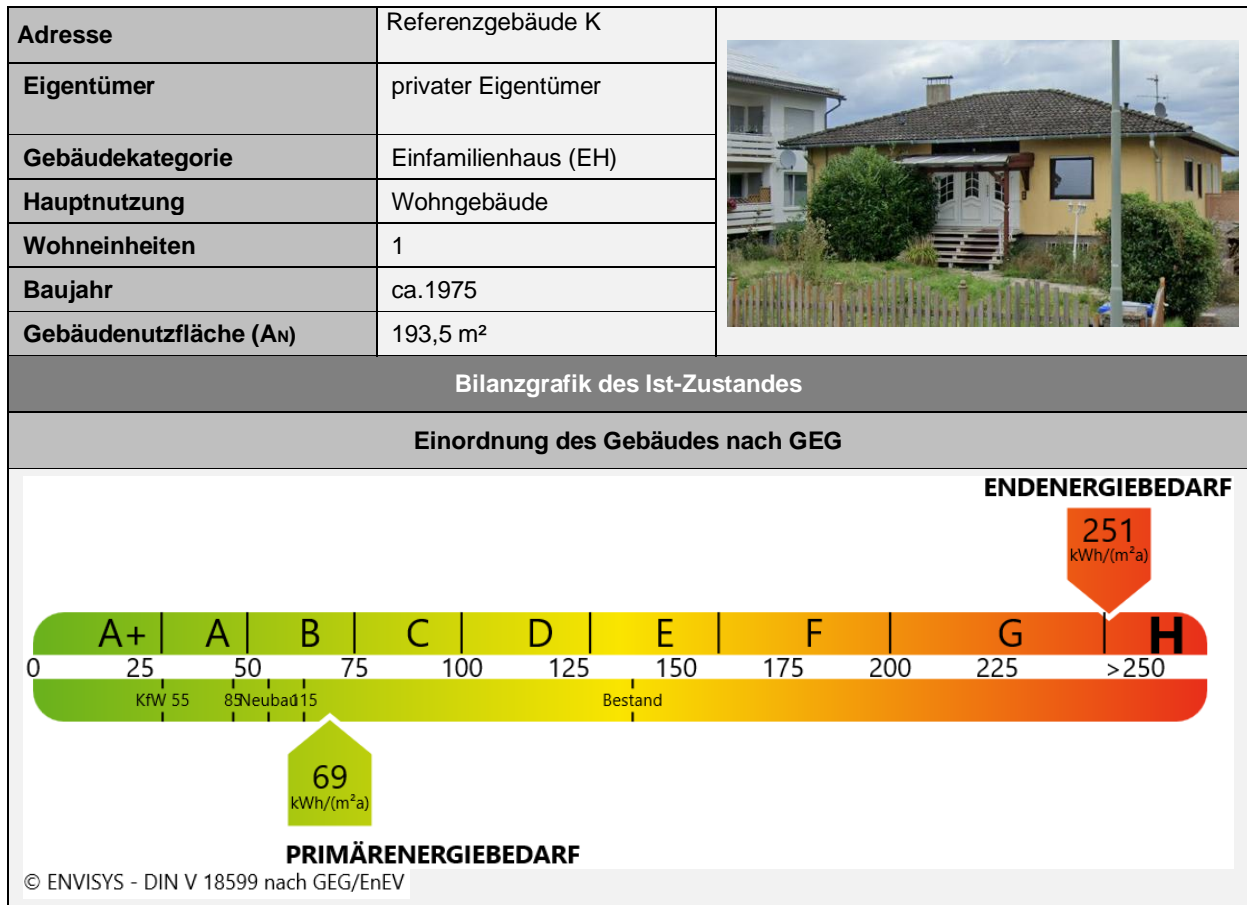 Adresse
Referenzgebäude K
Eigentümer
privater Eigentümer
Gebäudekategorie
Einfamilienhaus (EH)
Hauptnutzung
Wohngebäude
Wohneinheiten
1
Baujahr
ca.1975
Gebäudenutzfläche (AN)
193,5 m²
Bilanzgrafik des Ist-Zustandes
Einordnung des Gebäudes nach GEG
ENDENERGIEBEDARF
251
kWh/(m²a)
A+ A B C D E F G H
0 25 50 75 100 125 150 175 200 225 >250
KfW 55 85 Neubau 115 Bestand
69
kWh/(m²a)
PRIMÄRENERGIEBEDARF
© ENVISYS - DIN V 18599 nach GEG/EnEV